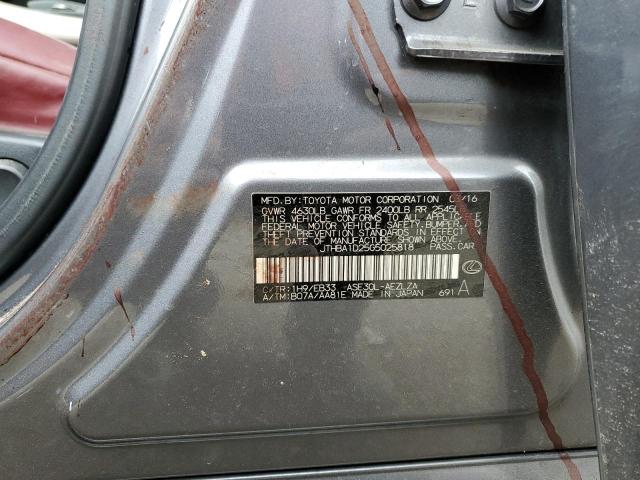 MFD. BY: TOYOTA MOTOR CORPORATION 03/16
GVWR 4630LB GAWR FR 2400LB RR 2545LB
THIS VEHICLE CONFORMS TO ALL APPLICABLE
FEDERAL MOTOR VEHICLE SAFETY, BUMPER, AND
THEFT PREVENTION STANDARDS IN EFFECT ON
THE DATE OF MANUFACTURE SHOWN ABOVE.
JTHBA1D2505025818 PASS.CAR
C/TR: 1H9/EB33 ASE30L-AEZLZA
A/TM: B07A/AA81E MADE IN JAPAN 691 A